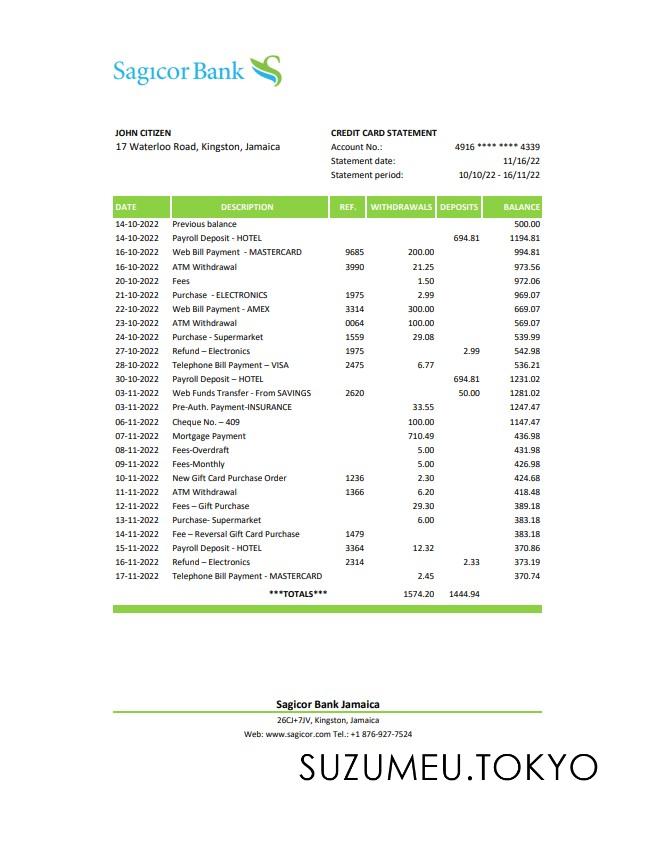 Sagicor Bank
JOHN CITIZEN
17 Waterloo Road, Kingston, Jamaica
CREDIT CARD STATEMENT
Account No.: 4916 **** **** 4339
Statement date: 11/16/22
Statement period: 10/10/22 - 16/11/22
DATE DESCRIPTION REF. WITHDRAWALS DEPOSITS BALANCE
14-10-2022 Previous balance 500.00
14-10-2022 Payroll Deposit - HOTEL 694.81 1194.81
16-10-2022 Web Bill Payment - MASTERCARD 9685 200.00 994.81
16-10-2022 ATM Withdrawal 3990 21.25 973.56
20-10-2022 Fees 1.50 972.06
21-10-2022 Purchase - ELECTRONICS 1975 2.99 969.07
22-10-2022 Web Bill Payment - AMEX 3314 300.00 669.07
23-10-2022 ATM Withdrawal 0064 100.00 569.07
24-10-2022 Purchase - Supermarket 1559 29.08 539.99
27-10-2022 Refund – Electronics 1975 2.99 542.98
28-10-2022 Telephone Bill Payment – VISA 2475 6.77 536.21
30-10-2022 Payroll Deposit – HOTEL 694.81 1231.02
03-11-2022 Web Funds Transfer - From SAVINGS 2620 50.00 1281.02
03-11-2022 Pre-Auth. Payment-INSURANCE 33.55 1247.47
06-11-2022 Cheque No. – 409 100.00 1147.47
07-11-2022 Mortgage Payment 710.49 436.98
08-11-2022 Fees-Overdraft 5.00 431.98
09-11-2022 Fees-Monthly 5.00 426.98
10-11-2022 New Gift Card Purchase Order 1236 2.30 424.68
11-11-2022 ATM Withdrawal 1366 6.20 418.48
12-11-2022 Fees – Gift Purchase 29.30 389.18
13-11-2022 Purchase- Supermarket 6.00 383.18
14-11-2022 Fee – Reversal Gift Card Purchase 1479 383.18
15-11-2022 Payroll Deposit - HOTEL 3364 12.32 370.86
16-11-2022 Refund – Electronics 2314 2.33 373.19
17-11-2022 Telephone Bill Payment - MASTERCARD 2.45 370.74
***TOTALS*** 1574.20 1444.94
Sagicor Bank Jamaica
26CJ+7JV, Kingston, Jamaica
Web: www.sagicor.com Tel.: +1 876-927-7524
SUZUMEU.TOKYO